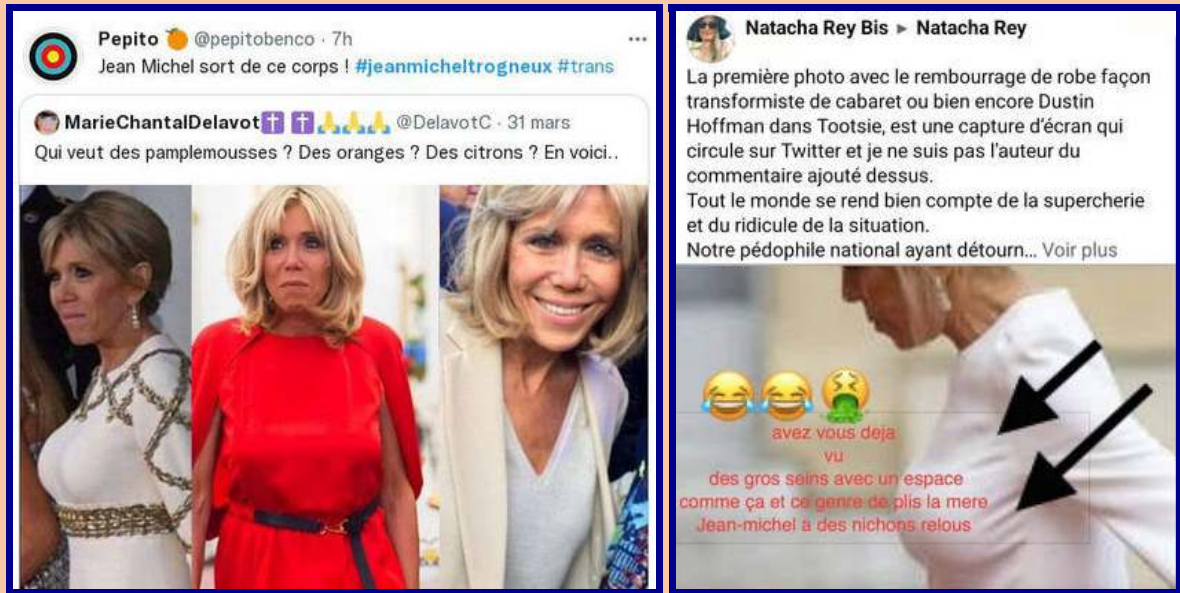 Pepito 🍊 @pepitobenco · 7h
Jean Michel sort de ce corps ! #jeanmicheltrogneux #trans
MarieChantalDelavot✝️ ✝️🙏🙏🙏 @DelavotC · 31 mars
Qui veut des pamplemousses ? Des oranges ? Des citrons ? En voici..
Natacha Rey Bis ▸ Natacha Rey
La première photo avec le rembourrage de robe façon
transformiste de cabaret ou bien encore Dustin
Hoffman dans Tootsie, est une capture d'écran qui
circule sur Twitter et je ne suis pas l'auteur du
commentaire ajouté dessus.
Tout le monde se rend bien compte de la supercherie
et du ridicule de la situation.
Notre pédophile national ayant détourn... Voir plus
😂😂🤮
avez vous deja
vu
des gros seins avec un espace
comme ça et ce genre de plis la mere
Jean-michel a des nichons relous